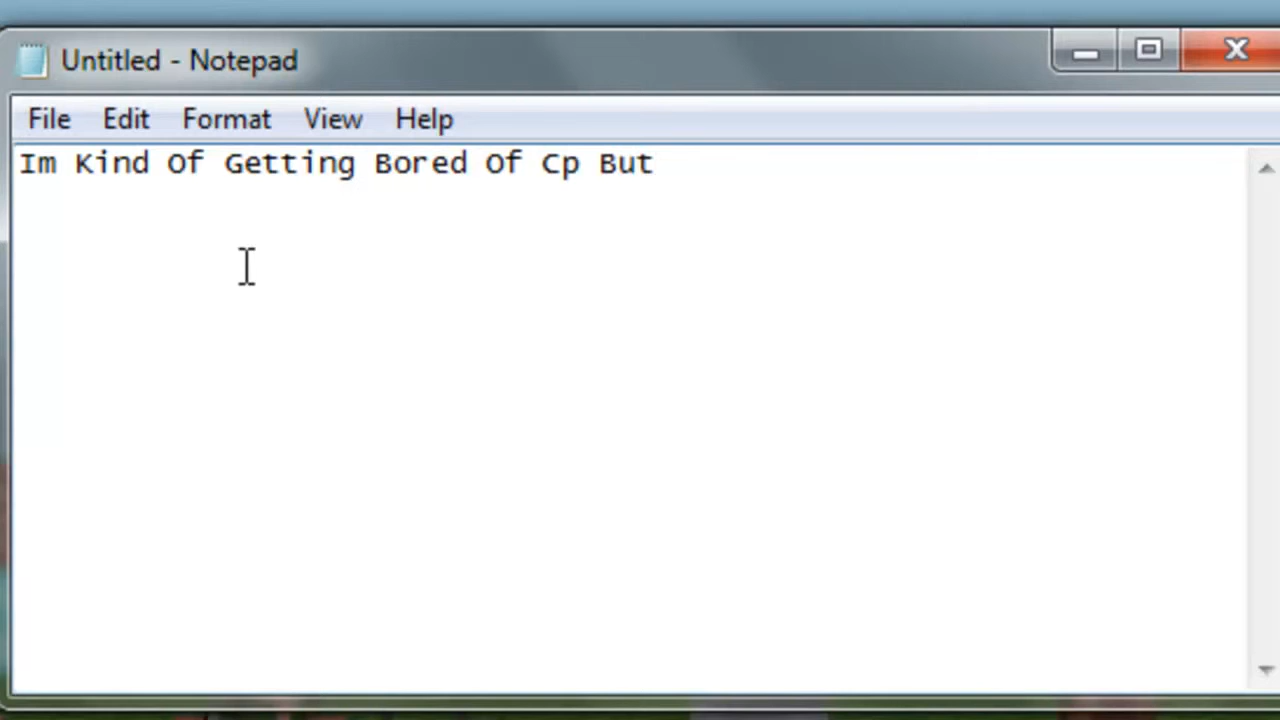 Untitled - Notepad
File Edit Format View Help
Im Kind Of Getting Bored Of Cp But